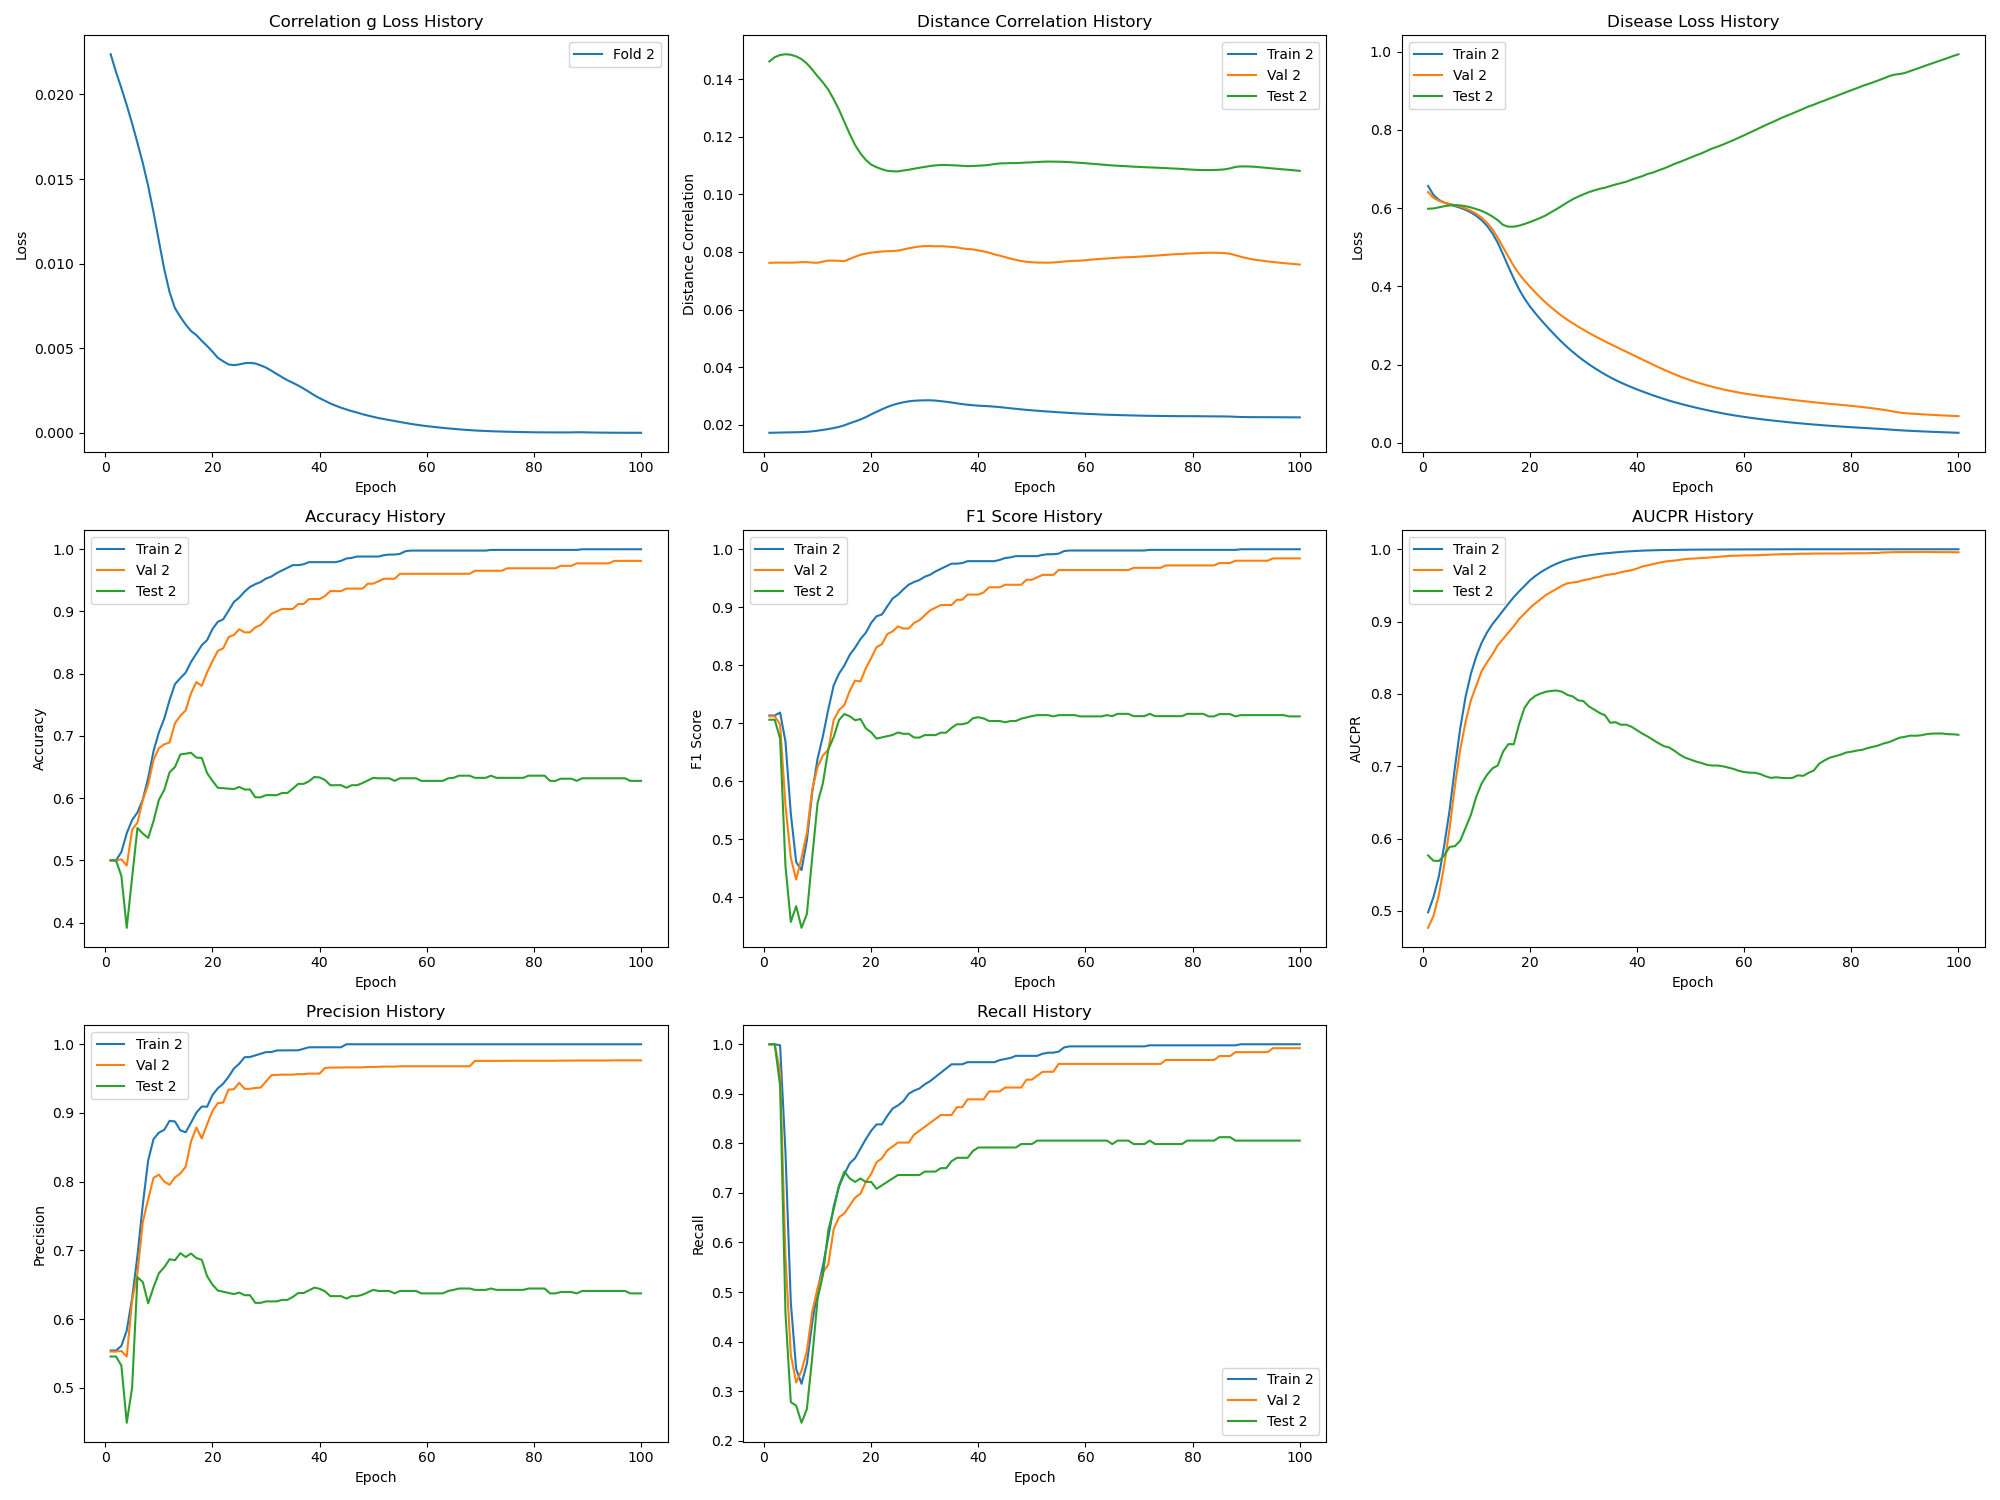 Correlation g Loss History
Loss
0.020
0.015
0.010
0.005
0.000
0 20 40 60 80 100
Epoch
Fold 2
Distance Correlation History
Distance Correlation
0.14
0.12
0.10
0.08
0.06
0.04
0.02
0 20 40 60 80 100
Epoch
Train 2
Val 2
Test 2
Disease Loss History
Loss
1.0
0.8
0.6
0.4
0.2
0.0
0 20 40 60 80 100
Epoch
Train 2
Val 2
Test 2
Accuracy History
Accuracy
1.0
0.9
0.8
0.7
0.6
0.5
0.4
0 20 40 60 80 100
Epoch
Train 2
Val 2
Test 2
F1 Score History
F1 Score
1.0
0.9
0.8
0.7
0.6
0.5
0.4
0 20 40 60 80 100
Epoch
Train 2
Val 2
Test 2
AUCPR History
AUCPR
1.0
0.9
0.8
0.7
0.6
0.5
0 20 40 60 80 100
Epoch
Train 2
Val 2
Test 2
Precision History
Precision
1.0
0.9
0.8
0.7
0.6
0.5
0 20 40 60 80 100
Epoch
Train 2
Val 2
Test 2
Recall History
Recall
1.0
0.9
0.8
0.7
0.6
0.5
0.4
0.3
0.2
0 20 40 60 80 100
Epoch
Train 2
Val 2
Test 2